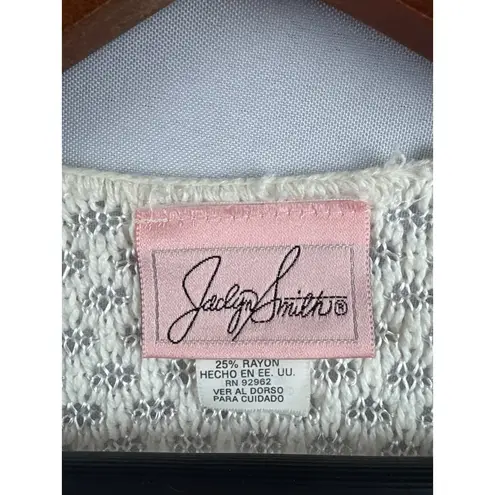 Jaclyn Smith®
25% RAYON
HECHO EN EE. UU.
RN 92962
VER AL DORSO
PARA CUIDADO